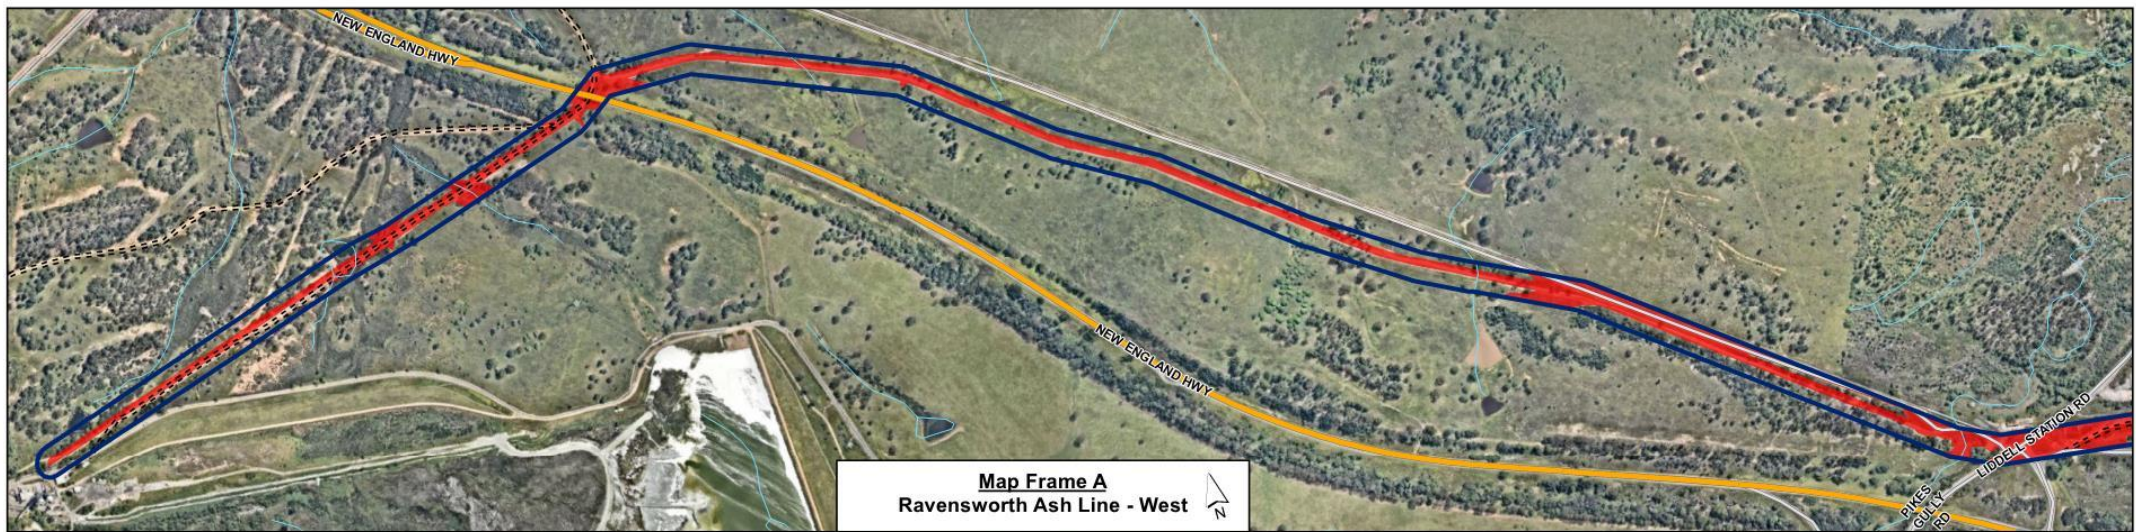 NEW ENGLAND HWY
NEW ENGLAND HWY
LIDDELL STATION RD
PIKES
GULLY
RD
Map Frame A
Ravensworth Ash Line - West
N